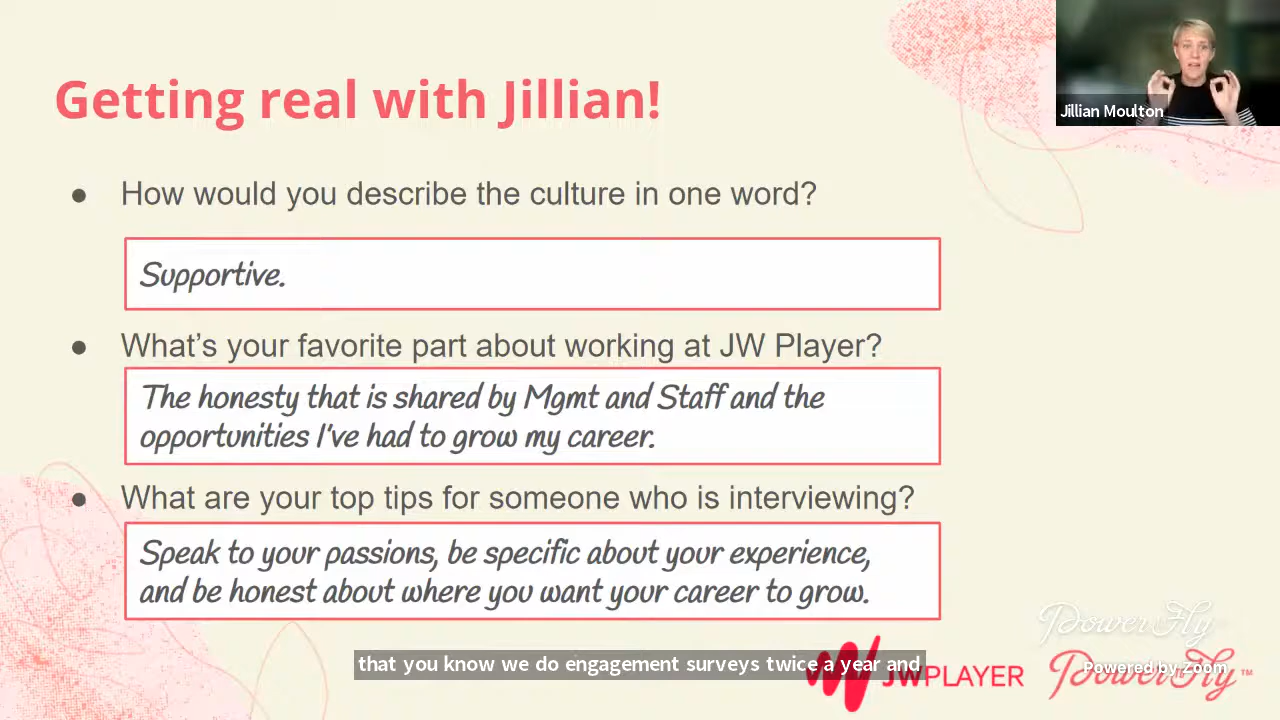 Getting real with Jillian!
Jillian Moulton
• How would you describe the culture in one word?
Supportive.
• What's your favorite part about working at JW Player?
The honesty that is shared by Mgmt and Staff and the
opportunities I've had to grow my career.
• What are your top tips for someone who is interviewing?
Speak to your passions, be specific about your experience,
and be honest about where you want your career to grow.
that you know we do engagement surveys twice a year and
JWPLAYER
PowerToFly
Powered by Zoom
PowerToFly™